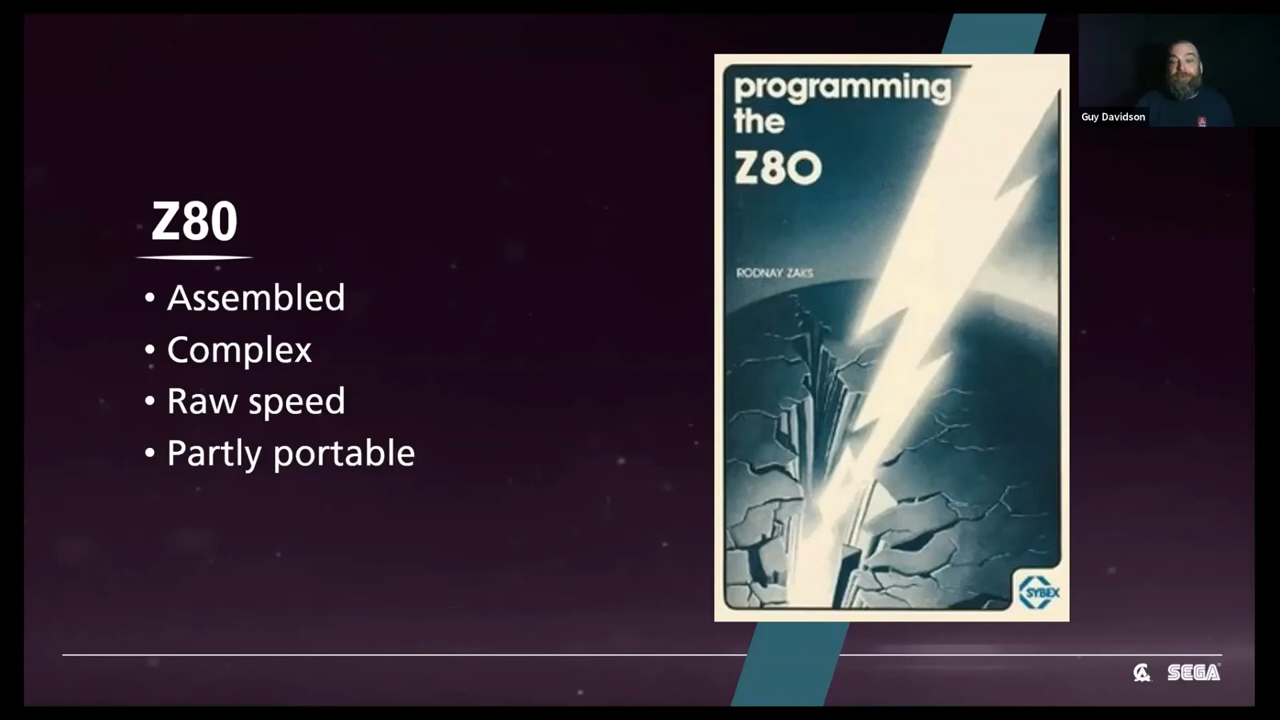 Z80
• Assembled
• Complex
• Raw speed
• Partly portable
programming
the
Z80
RODNAY ZAKS
SYBEX
Guy Davidson
SEGA